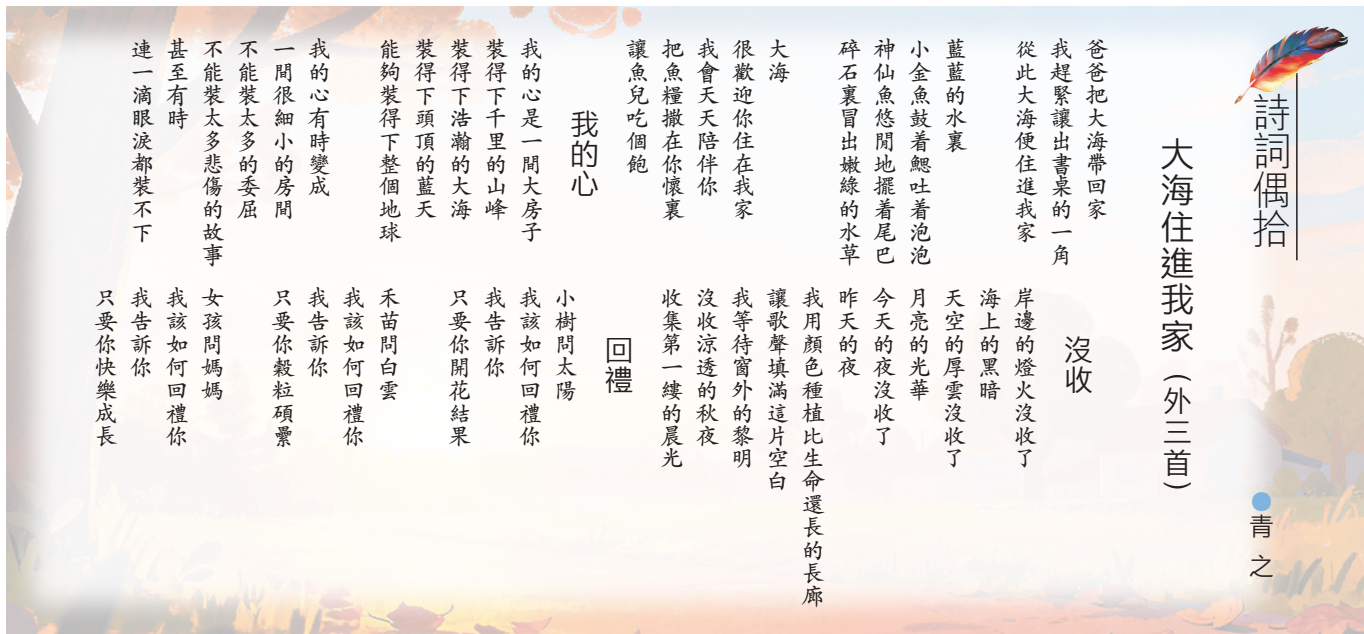 詩詞偶拾
大海住進我家（外三首）
●青之
爸爸把大海帶回家
我趕緊讓出書桌的一角
從此大海便住進我家
藍藍的水裏
小金魚鼓着鰓吐着泡泡
神仙魚悠閒地擺着尾巴
碎石裏冒出嫩綠的水草
大海
很歡迎你住在我家
我會天天陪伴你
把魚糧撒在你懷裏
讓魚兒吃個飽
我的心
我的心是一間大房子
裝得下千里的山峰
裝得下浩瀚的大海
裝得下頭頂的藍天
能夠裝得下整個地球
我的心有時變成
一間很細小的房間
不能裝太多的委屈
不能裝太多悲傷的故事
甚至有時
連一滴眼淚都裝不下
沒收
岸邊的燈火沒收了
海上的黑暗
天空的厚雲沒收了
月亮的光華
今天的夜沒收了
昨天的夜
我用顏色種植比生命還長的長廊
讓歌聲填滿這片空白
我等待窗外的黎明
沒收涼透的秋夜
收集第一縷的晨光
回禮
小樹問太陽
我該如何回禮你
我告訴你
只要你開花結果
禾苗問白雲
我該如何回禮你
我告訴你
只要你穀粒碩纍
女孩問媽媽
我該如何回禮你
我告訴你
只要你快樂成長